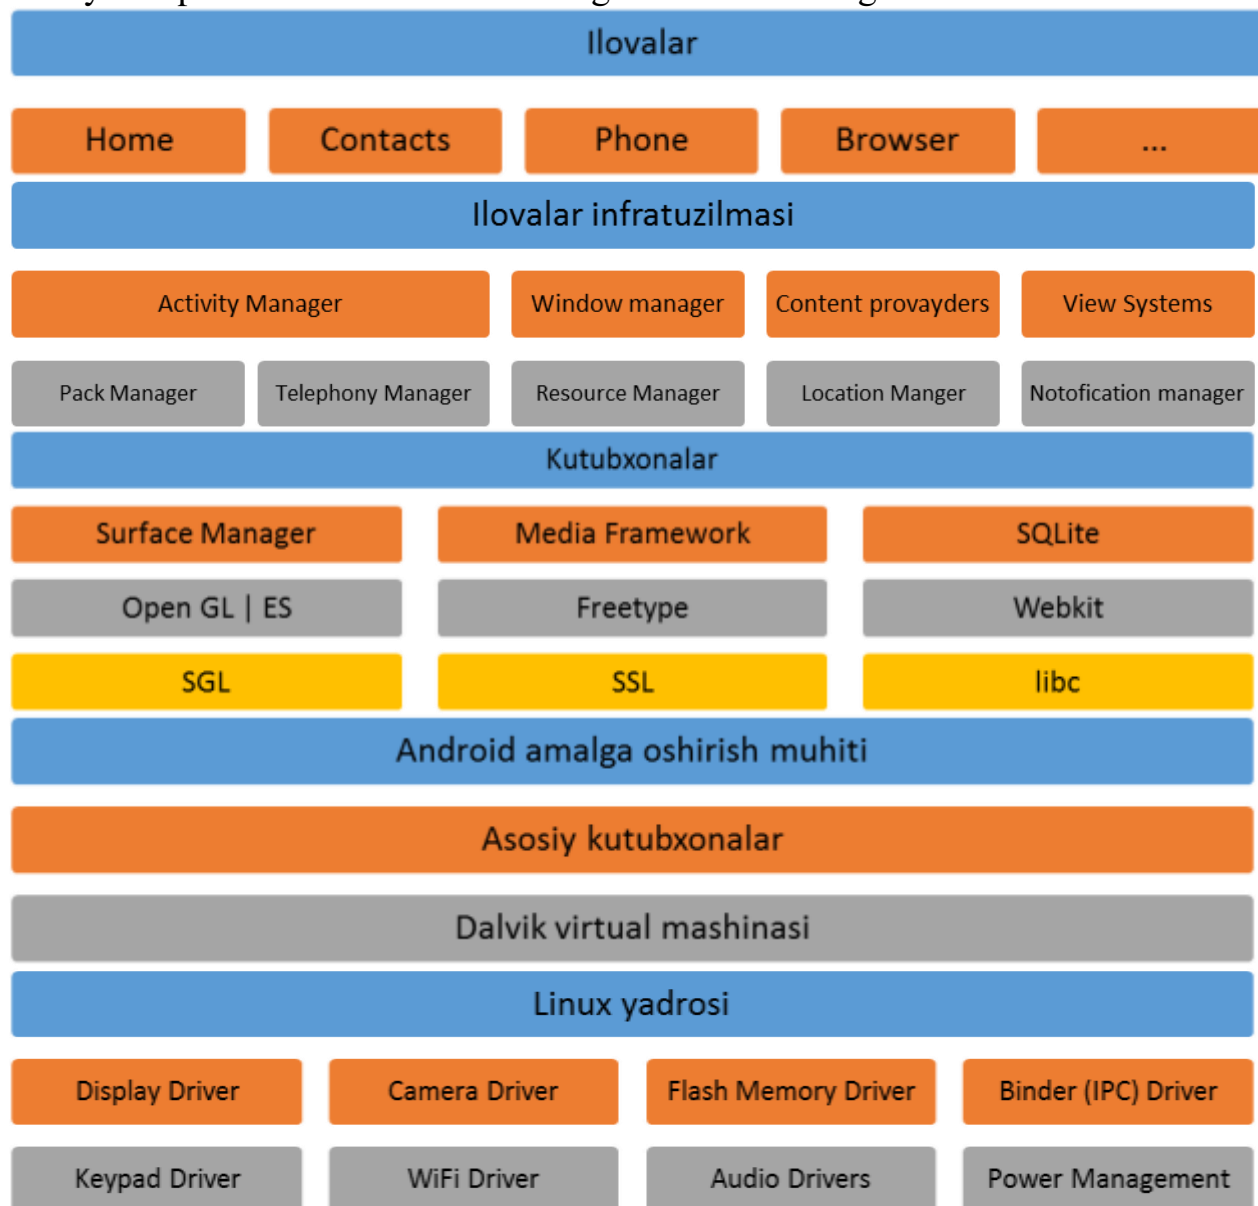 Ilovalar
Home Contacts Phone Browser ...
Ilovalar infratuzilmasi
Activity Manager Window manager Content provayders View Systems
Pack Manager Telephony Manager Resource Manager Location Manger Notofication manager
Kutubxonalar
Surface Manager Media Framework SQLite
Open GL | ES Freetype Webkit
SGL SSL libc
Android amalga oshirish muhiti
Asosiy kutubxonalar
Dalvik virtual mashinasi
Linux yadrosi
Display Driver Camera Driver Flash Memory Driver Binder (IPC) Driver
Keypad Driver WiFi Driver Audio Drivers Power Management